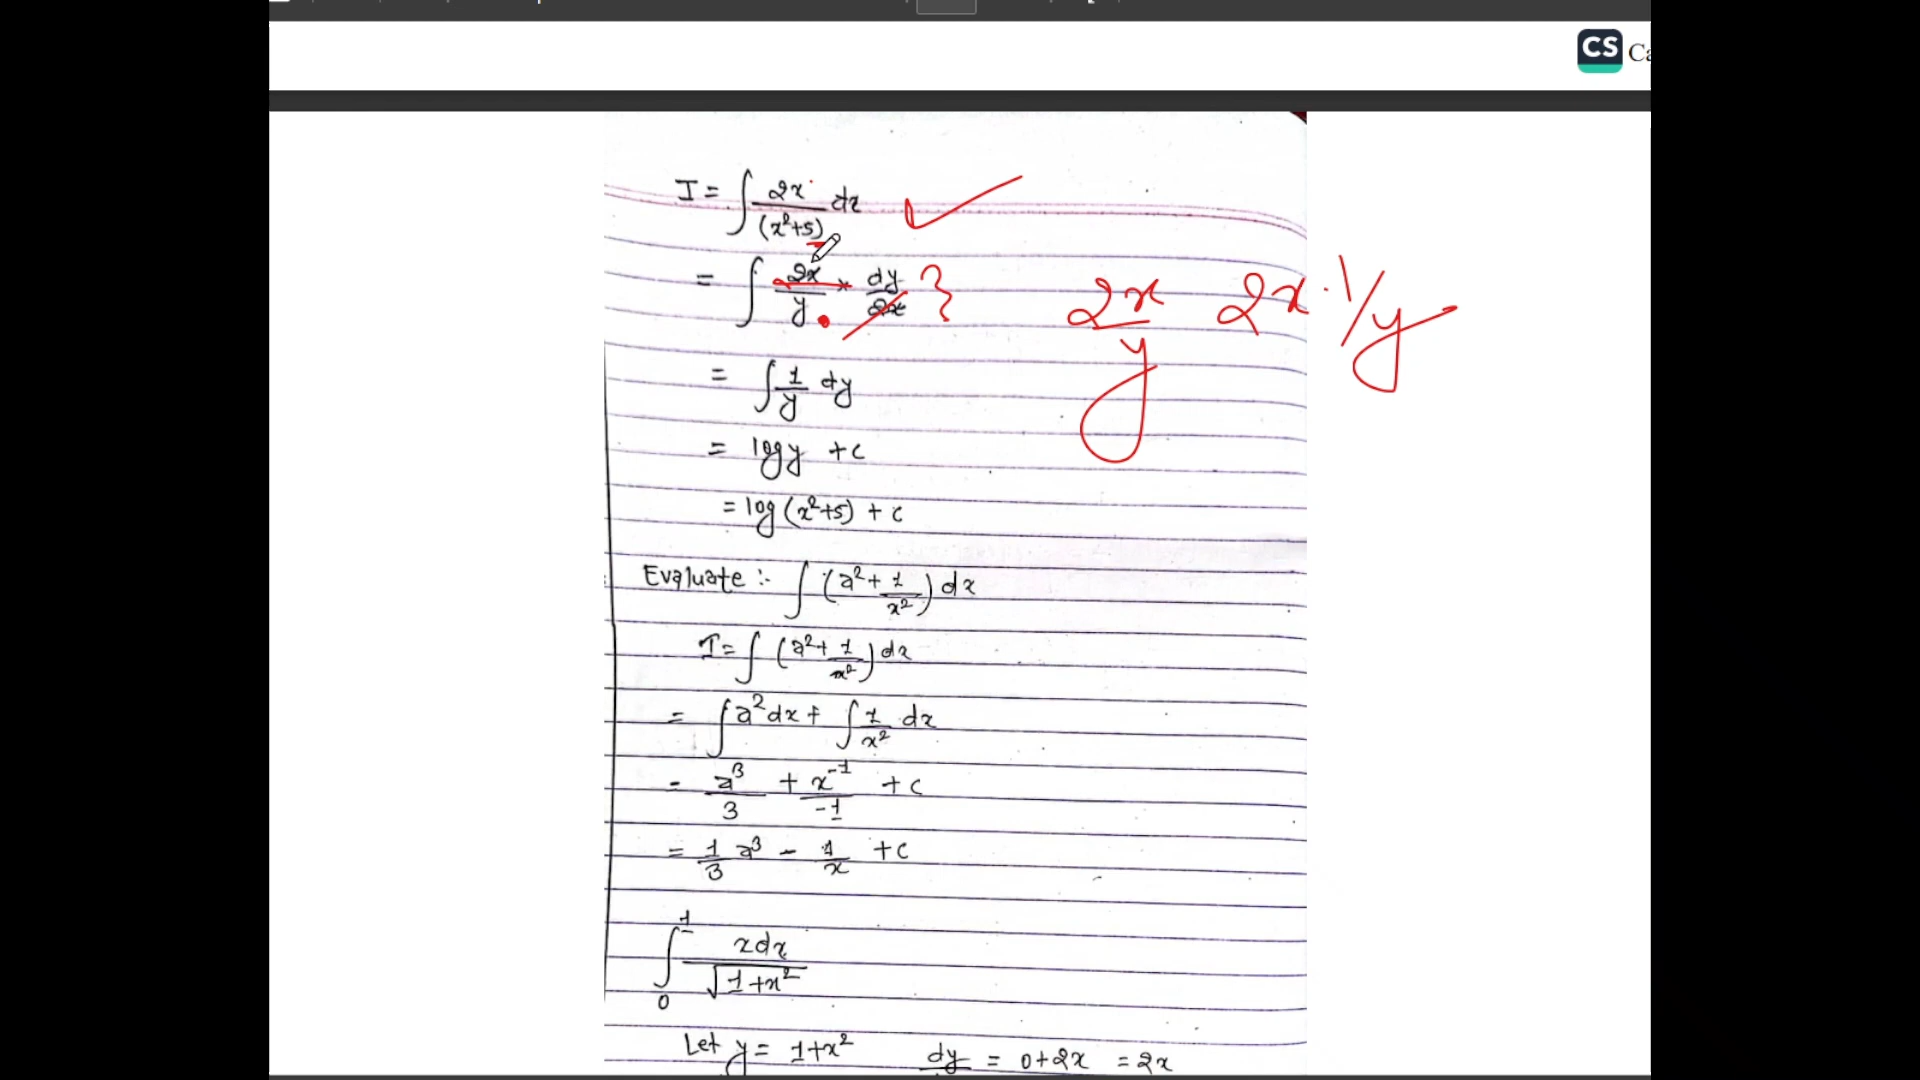 CS Ca
I = ∫ 2x/(x²+5) dx
= ∫ 2x/y * dy/2x }
2x/y 2x·1/y
= ∫ 1/y dy
= log y + c
= log (x²+5) + c
Evaluate :- ∫ (a² + 1/x²) dx
I = ∫ (a² + 1/x²) dx
= ∫ a² dx + ∫ 1/x² dx
= a³/3 + x⁻¹/-1 + c
= 1/3 a³ - 1/x + c
∫₀¹ xdx/√(1+x²)
Let y = 1+x² dy = 0+2x = 2x